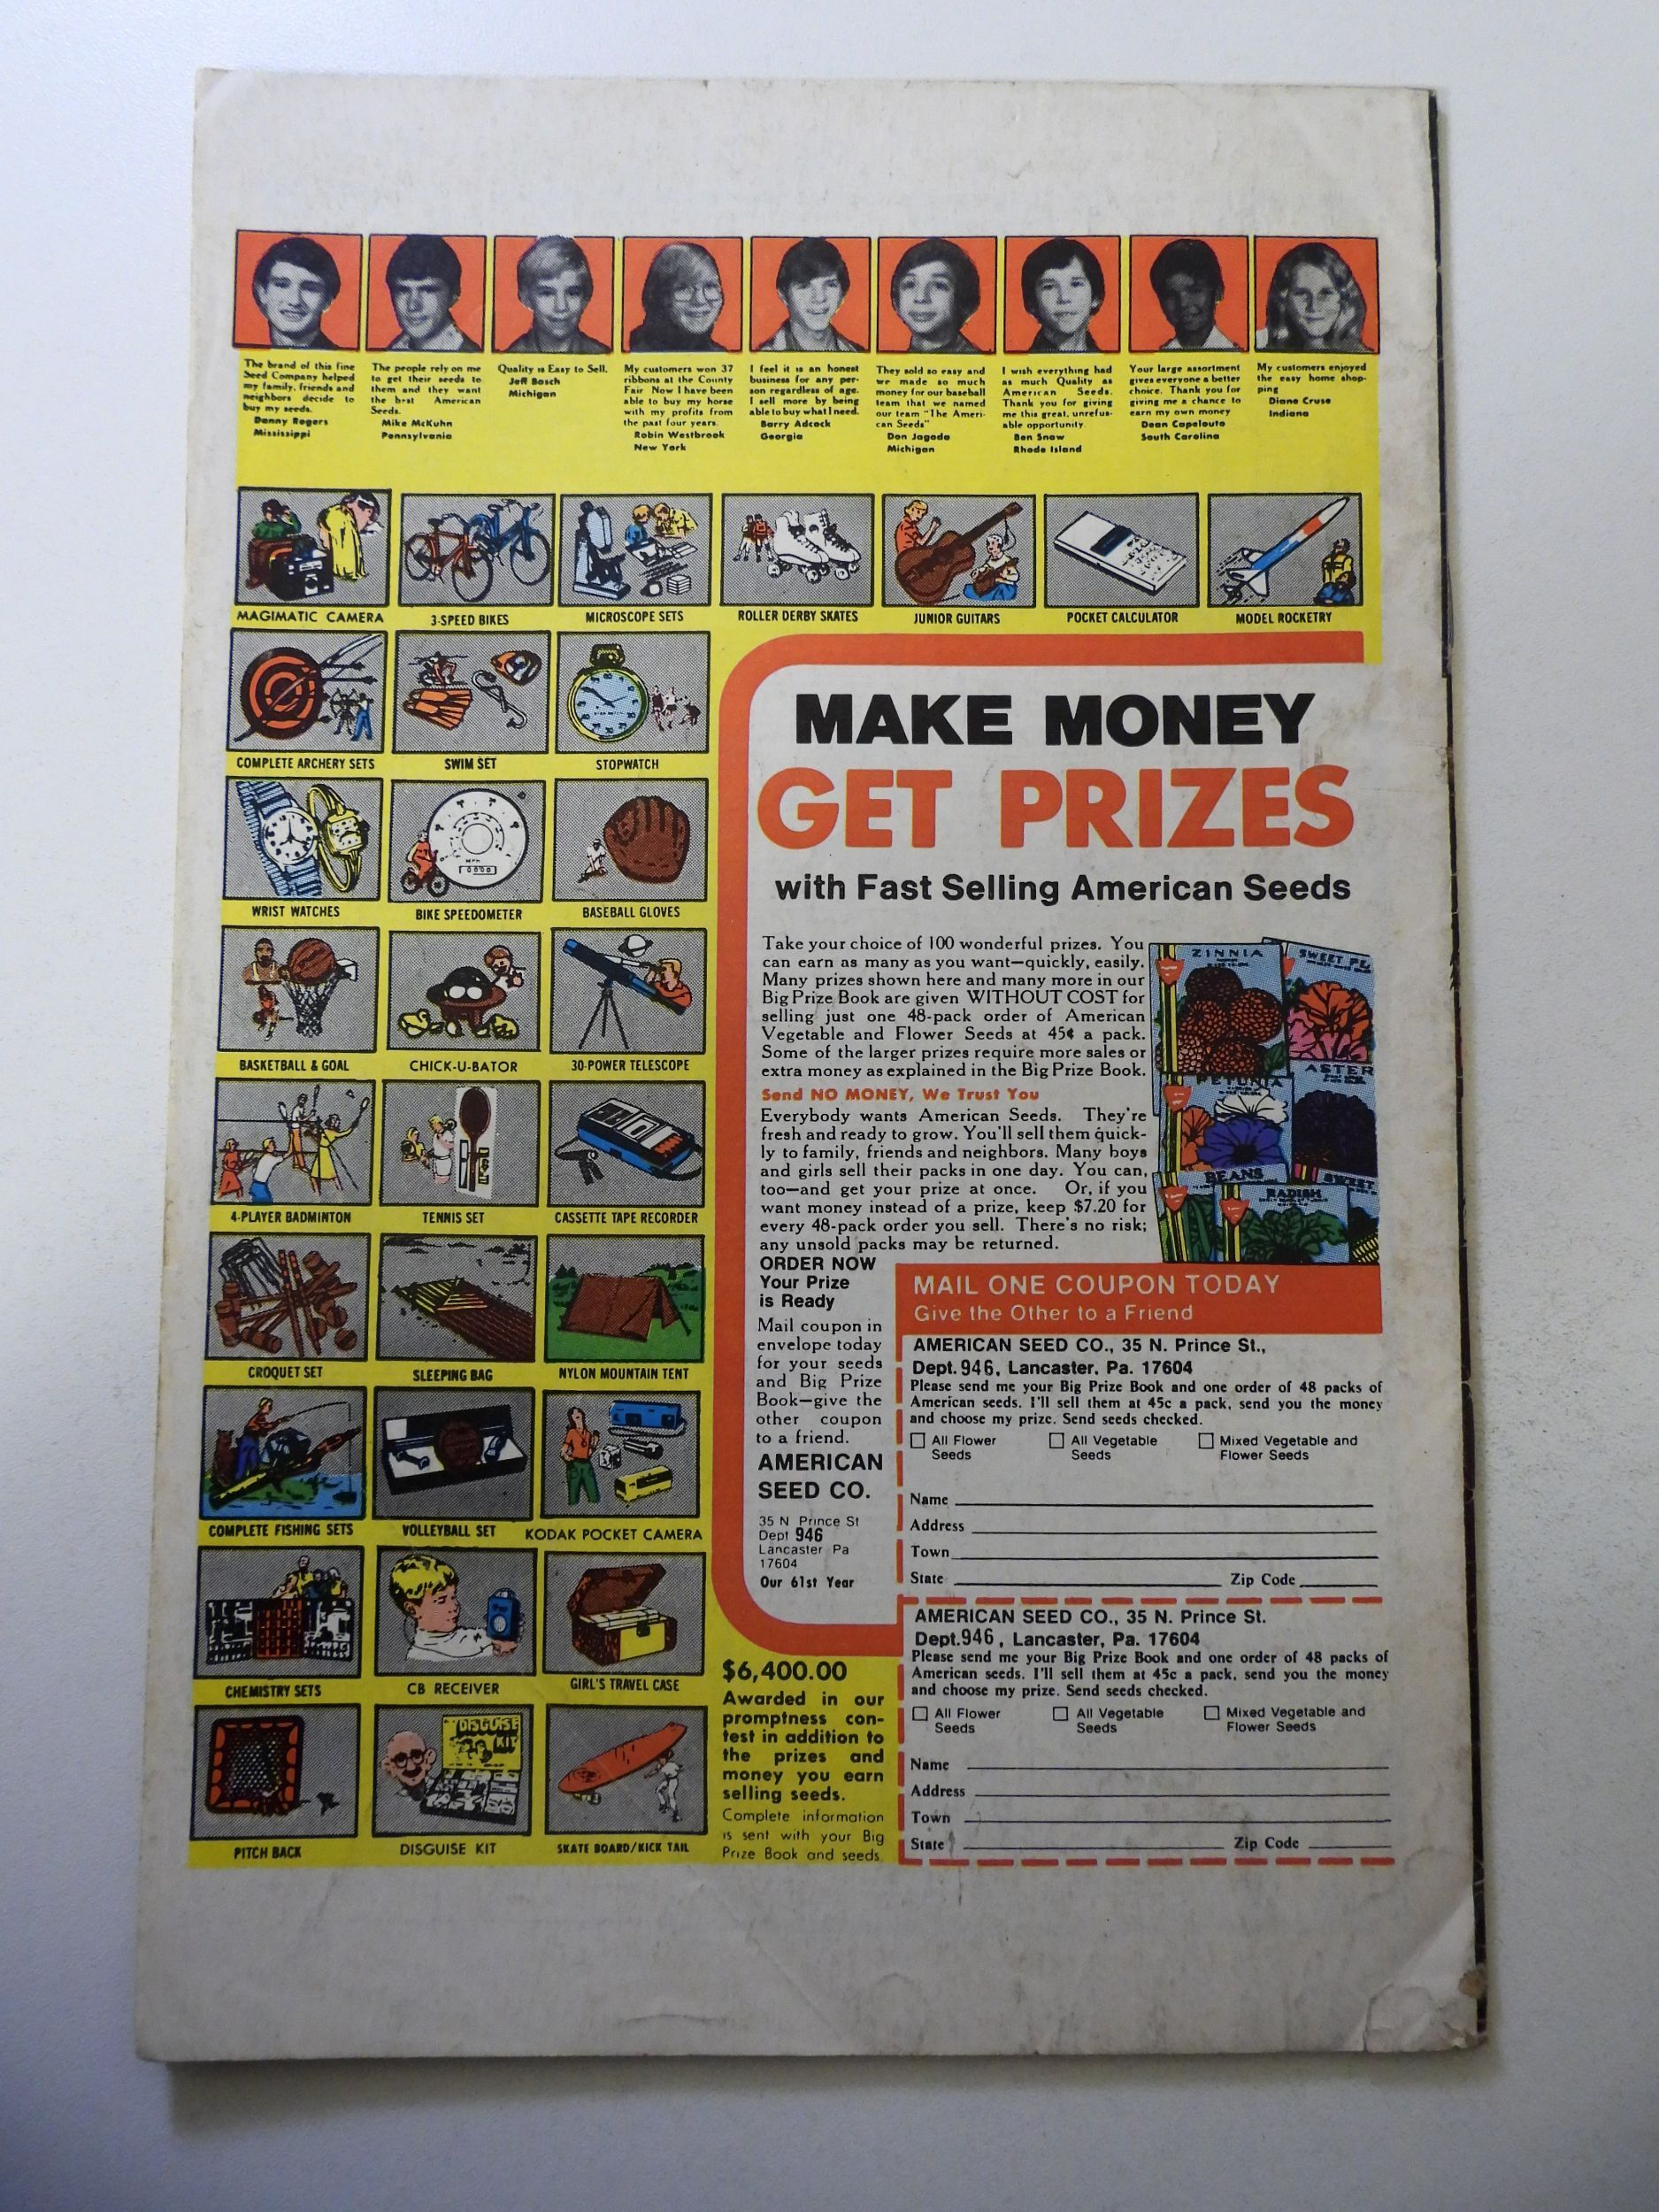 The brand of this fine
Seed Company helped
my family, friends and
neighbors decide to
buy my seeds.
Danny Rogers
Mississippi
The people rely on me
to get their seeds to
them and they want
the best American
Seeds.
Mike McKuhn
Pennsylvania
Quality is Easy to Sell.
Jeff Bosch
Michigan
My customers won 37
ribbons at the County
Fair Now I have been
able to buy my horse
with my profits from
the past four years.
Robin Westbrook
New York
I feel it is an honest
business for any per-
son regardless of age.
I sell more by being
able to buy what I need.
Barry Adcock
Georgia
They sold so easy and
we made so much
money for our baseball
team that we named
our team "The Ameri-
can Seeds"
Don Jagoda
Michigan
I wish everything had
as much Quality as
American Seeds.
Thank you for giving
me this great, unrefus-
able opportunity.
Ben Snow
Rhode Island
Your large assortment
gives everyone a better
choice. Thank you for
giving me a chance to
earn my own money
Dean Capelouto
South Carolina
My customers enjoyed
the easy home shop-
ping
Diane Cruse
Indiana
MAGIMATIC CAMERA
3-SPEED BIKES
MICROSCOPE SETS
ROLLER DERBY SKATES
JUNIOR GUITARS
POCKET CALCULATOR
MODEL ROCKETRY
COMPLETE ARCHERY SETS
SWIM SET
STOPWATCH
MPH
WRIST WATCHES
BIKE SPEEDOMETER
BASEBALL GLOVES
BASKETBALL & GOAL
CHICK-U-BATOR
30-POWER TELESCOPE
4-PLAYER BADMINTON
TENNIS SET
CASSETTE TAPE RECORDER
CROQUET SET
SLEEPING BAG
NYLON MOUNTAIN TENT
COMPLETE FISHING SETS
VOLLEYBALL SET
KODAK POCKET CAMERA
CHEMISTRY SETS
CB RECEIVER
GIRL'S TRAVEL CASE
DISGUISE
KIT
PITCH BACK
DISGUISE KIT
SKATE BOARD/KICK TAIL
MAKE MONEY
GET PRIZES
with Fast Selling American Seeds
Take your choice of 100 wonderful prizes. You
can earn as many as you want—quickly, easily.
Many prizes shown here and many more in our
Big Prize Book are given WITHOUT COST for
selling just one 48-pack order of American
Vegetable and Flower Seeds at 45¢ a pack.
Some of the larger prizes require more sales or
extra money as explained in the Big Prize Book.
Send NO MONEY, We Trust You
Everybody wants American Seeds. They're
fresh and ready to grow. You'll sell them quick-
ly to family, friends and neighbors. Many boys
and girls sell their packs in one day. You can,
too—and get your prize at once. Or, if you
want money instead of a prize, keep $7.20 for
every 48-pack order you sell. There's no risk;
any unsold packs may be returned.
ZINNIA
SWEET PEA
ASTER
PETUNIA
BEANS
RADISH
SWEET
ORDER NOW
Your Prize
is Ready
Mail coupon in
envelope today
for your seeds
and Big Prize
Book—give the
other coupon
to a friend.
AMERICAN
SEED CO.
35 N Prince St
Dept 946
Lancaster Pa
17604
Our 61st Year
$6,400.00
Awarded in our
promptness con-
test in addition to
the prizes and
money you earn
selling seeds.
Complete information
is sent with your Big
Prize Book and seeds
MAIL ONE COUPON TODAY
Give the Other to a Friend
AMERICAN SEED CO., 35 N. Prince St.,
Dept. 946, Lancaster, Pa. 17604
Please send me your Big Prize Book and one order of 48 packs of
American seeds. I'll sell them at 45c a pack, send you the money
and choose my prize. Send seeds checked.
All Flower
Seeds
All Vegetable
Seeds
Mixed Vegetable and
Flower Seeds
Name
Address
Town
State Zip Code
AMERICAN SEED CO., 35 N. Prince St.
Dept. 946, Lancaster, Pa. 17604
Please send me your Big Prize Book and one order of 48 packs of
American seeds. I'll sell them at 45c a pack, send you the money
and choose my prize. Send seeds checked.
All Flower
Seeds
All Vegetable
Seeds
Mixed Vegetable and
Flower Seeds
Name
Address
Town
State Zip Code